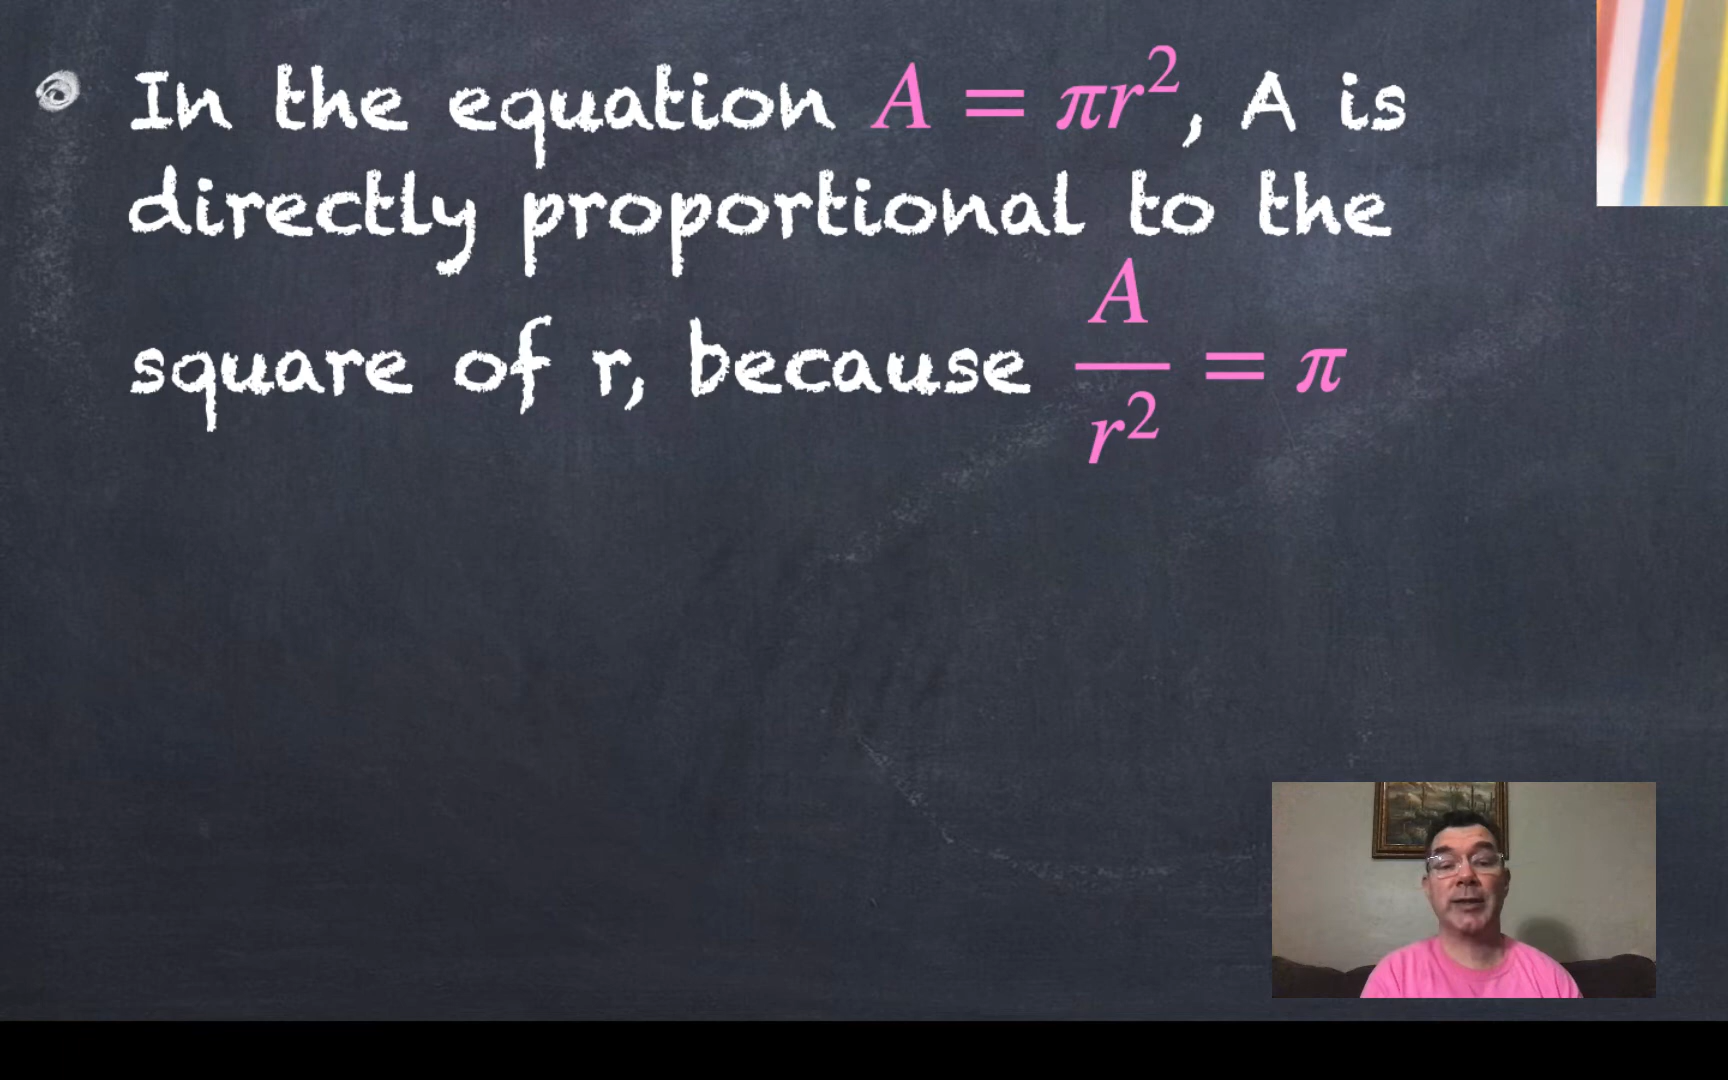 In the equation A = πr², A is
directly proportional to the
square of r, because A/r² = π